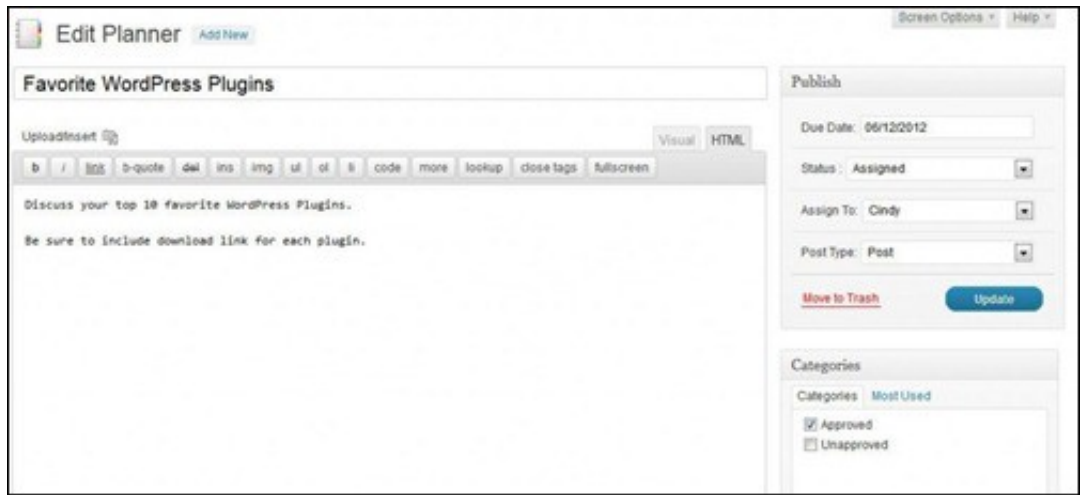 Screen Options Help
Edit Planner Add New
Favorite WordPress Plugins
Upload/Insert
Visual HTML
b i link b-quote del ins img ul ol li code more lookup close tags fullscreen
Discuss your top 10 favorite WordPress Plugins.
Be sure to include download link for each plugin.
Publish
Due Date: 06/12/2012
Status : Assigned
Assign To: Cindy
Post Type: Post
Move to Trash Update
Categories
Categories Most Used
Approved
Unapproved